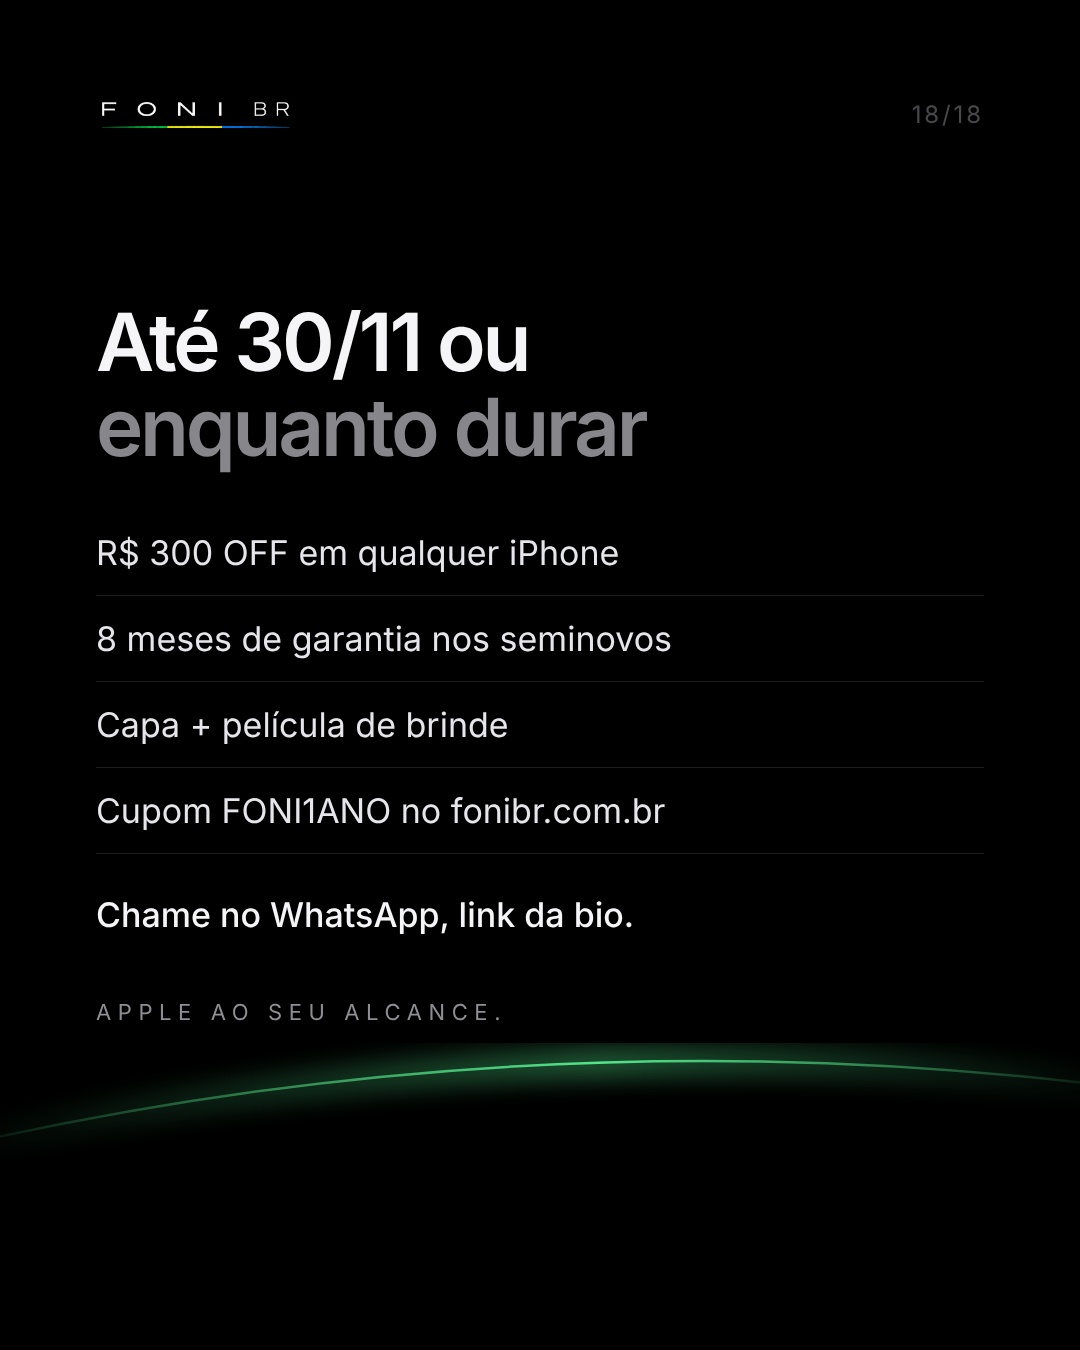 FONI BR
18/18
Até 30/11 ou
enquanto durar
R$ 300 OFF em qualquer iPhone
8 meses de garantia nos seminovos
Capa + película de brinde
Cupom FONI1ANO no fonibr.com.br
Chame no WhatsApp, link da bio.
APPLE AO SEU ALCANCE.